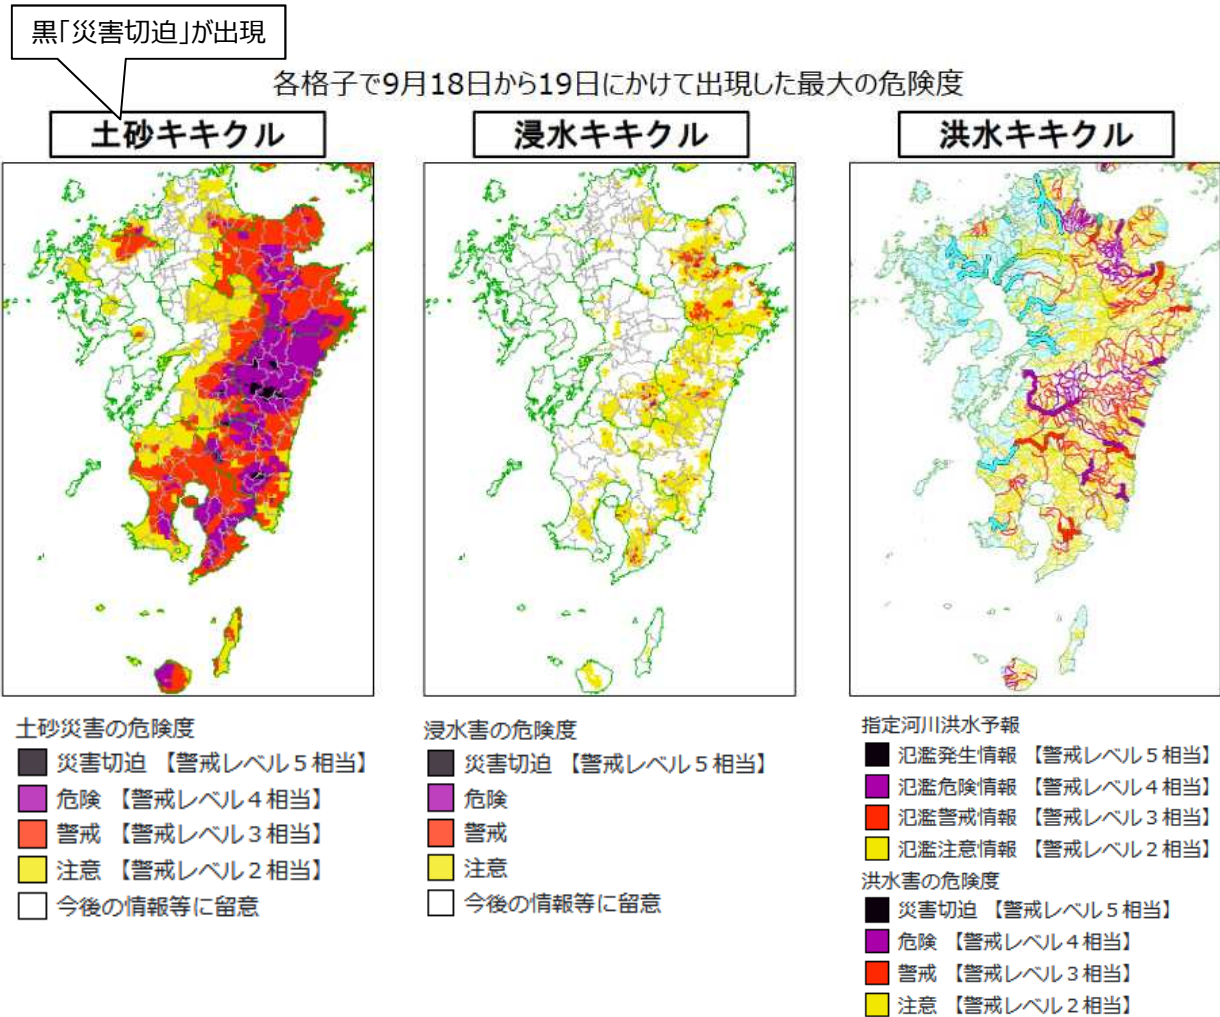 黒「災害切迫」が出現
各格子で9月18日から19日にかけて出現した最大の危険度
土砂キキクル
浸水キキクル
洪水キキクル
土砂災害の危険度
災害切迫 【警戒レベル5相当】
危険 【警戒レベル4相当】
警戒 【警戒レベル3相当】
注意 【警戒レベル2相当】
今後の情報等に留意
浸水害の危険度
災害切迫 【警戒レベル5相当】
危険
警戒
注意
今後の情報等に留意
指定河川洪水予報
氾濫発生情報 【警戒レベル5相当】
氾濫危険情報 【警戒レベル4相当】
氾濫警戒情報 【警戒レベル3相当】
氾濫注意情報 【警戒レベル2相当】
洪水害の危険度
災害切迫 【警戒レベル5相当】
危険 【警戒レベル4相当】
警戒 【警戒レベル3相当】
注意 【警戒レベル2相当】